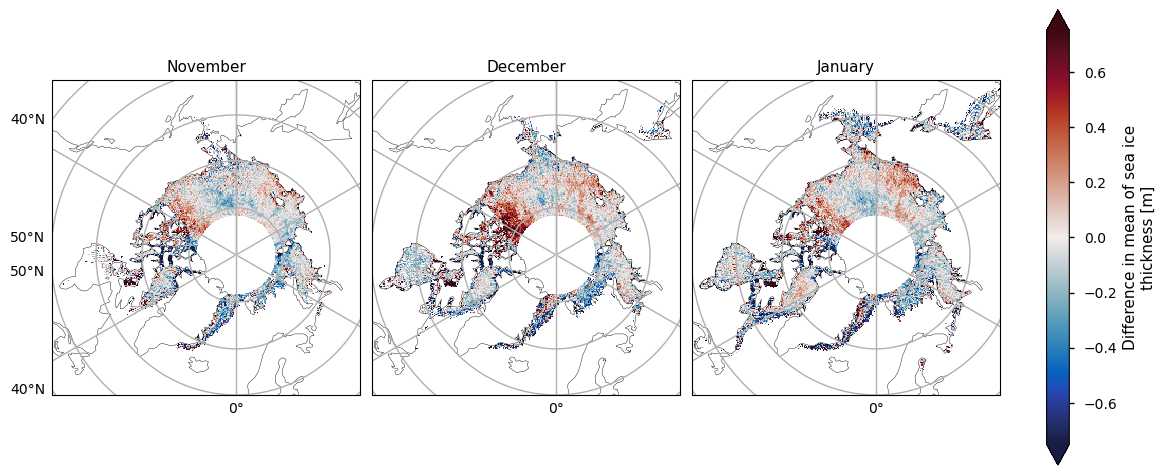 November
December
January
40°N
50°N
50°N
40°N
0°
0°
0°
0.6
0.4
0.2
0.0
−0.2
−0.4
−0.6
Difference in mean of sea ice
thickness [m]